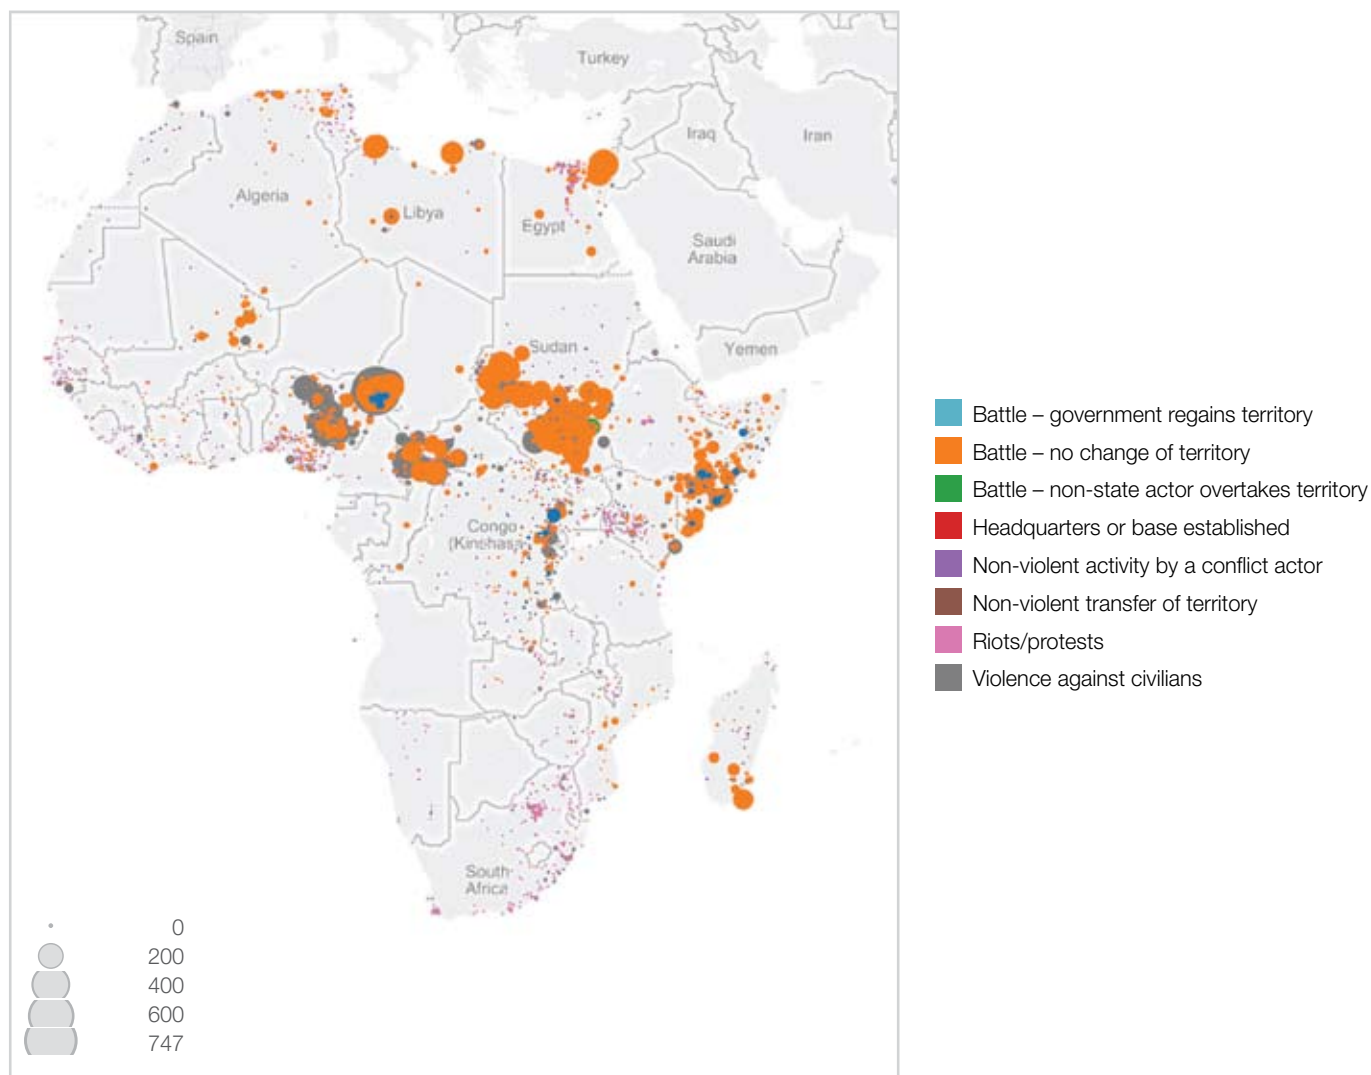 Spain
Turkey
Iraq
Iran
Algeria
Libya
Egypt
Saudi
Arabia
Sudan
Yemen
Congo
(Kinshasa
South
Africa
Battle – government regains territory
Battle – no change of territory
Battle – non-state actor overtakes territory
Headquarters or base established
Non-violent activity by a conflict actor
Non-violent transfer of territory
Riots/protests
Violence against civilians
0
200
400
600
747